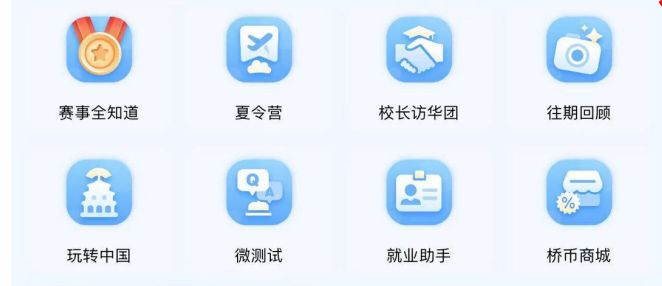 赛事全知道
夏令营
校长访华团
往期回顾
Q
A
玩转中国
微测试
就业助手
%
桥币商城